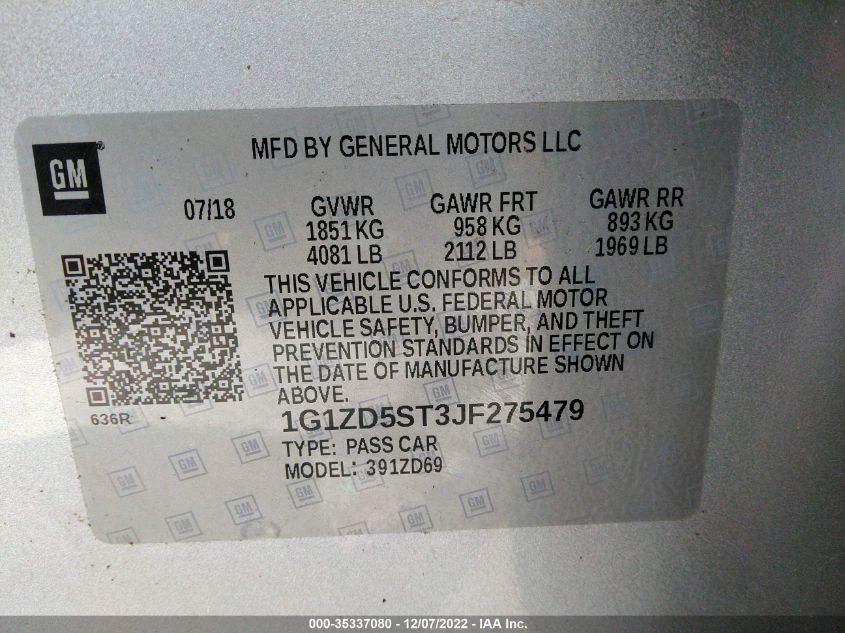 GM
MFD BY GENERAL MOTORS LLC
07/18
GVWR GAWR FRT GAWR RR
1851 KG 958 KG 893 KG
4081 LB 2112 LB 1969 LB
THIS VEHICLE CONFORMS TO ALL
APPLICABLE U.S. FEDERAL MOTOR
VEHICLE SAFETY, BUMPER, AND THEFT
PREVENTION STANDARDS IN EFFECT ON
THE DATE OF MANUFACTURE SHOWN
ABOVE.
636R
1G1ZD5ST3JF275479
TYPE: PASS CAR
MODEL: 391ZD69
000-35337080 - 12/07/2022 - IAA Inc.